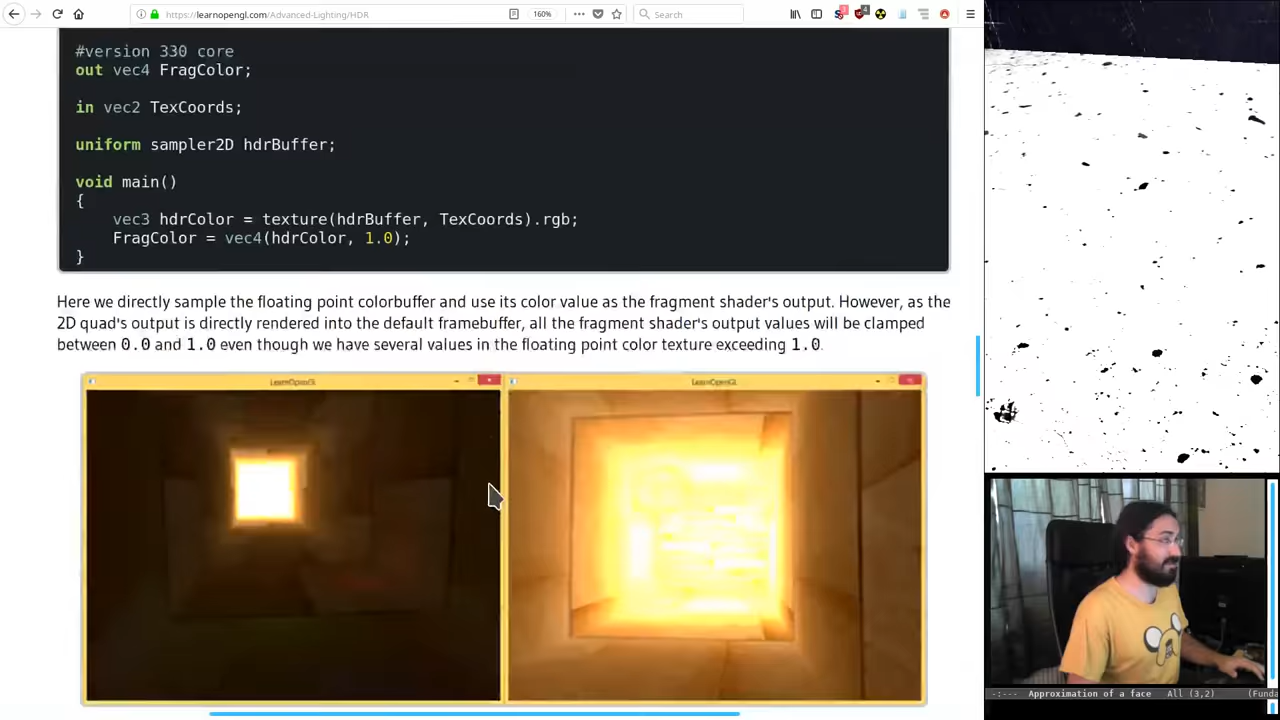 https://learnopengl.com/Advanced-Lighting/HDR
160%
Search
#version 330 core
out vec4 FragColor;
in vec2 TexCoords;
uniform sampler2D hdrBuffer;
void main()
{
vec3 hdrColor = texture(hdrBuffer, TexCoords).rgb;
FragColor = vec4(hdrColor, 1.0);
}
Here we directly sample the floating point colorbuffer and use its color value as the fragment shader's output. However, as the
2D quad's output is directly rendered into the default framebuffer, all the fragment shader's output values will be clamped
between 0.0 and 1.0 even though we have several values in the floating point color texture exceeding 1.0.
LearnOpenGL
LearnOpenGL
-:--- Approximation of a face All (3,2) (Funda